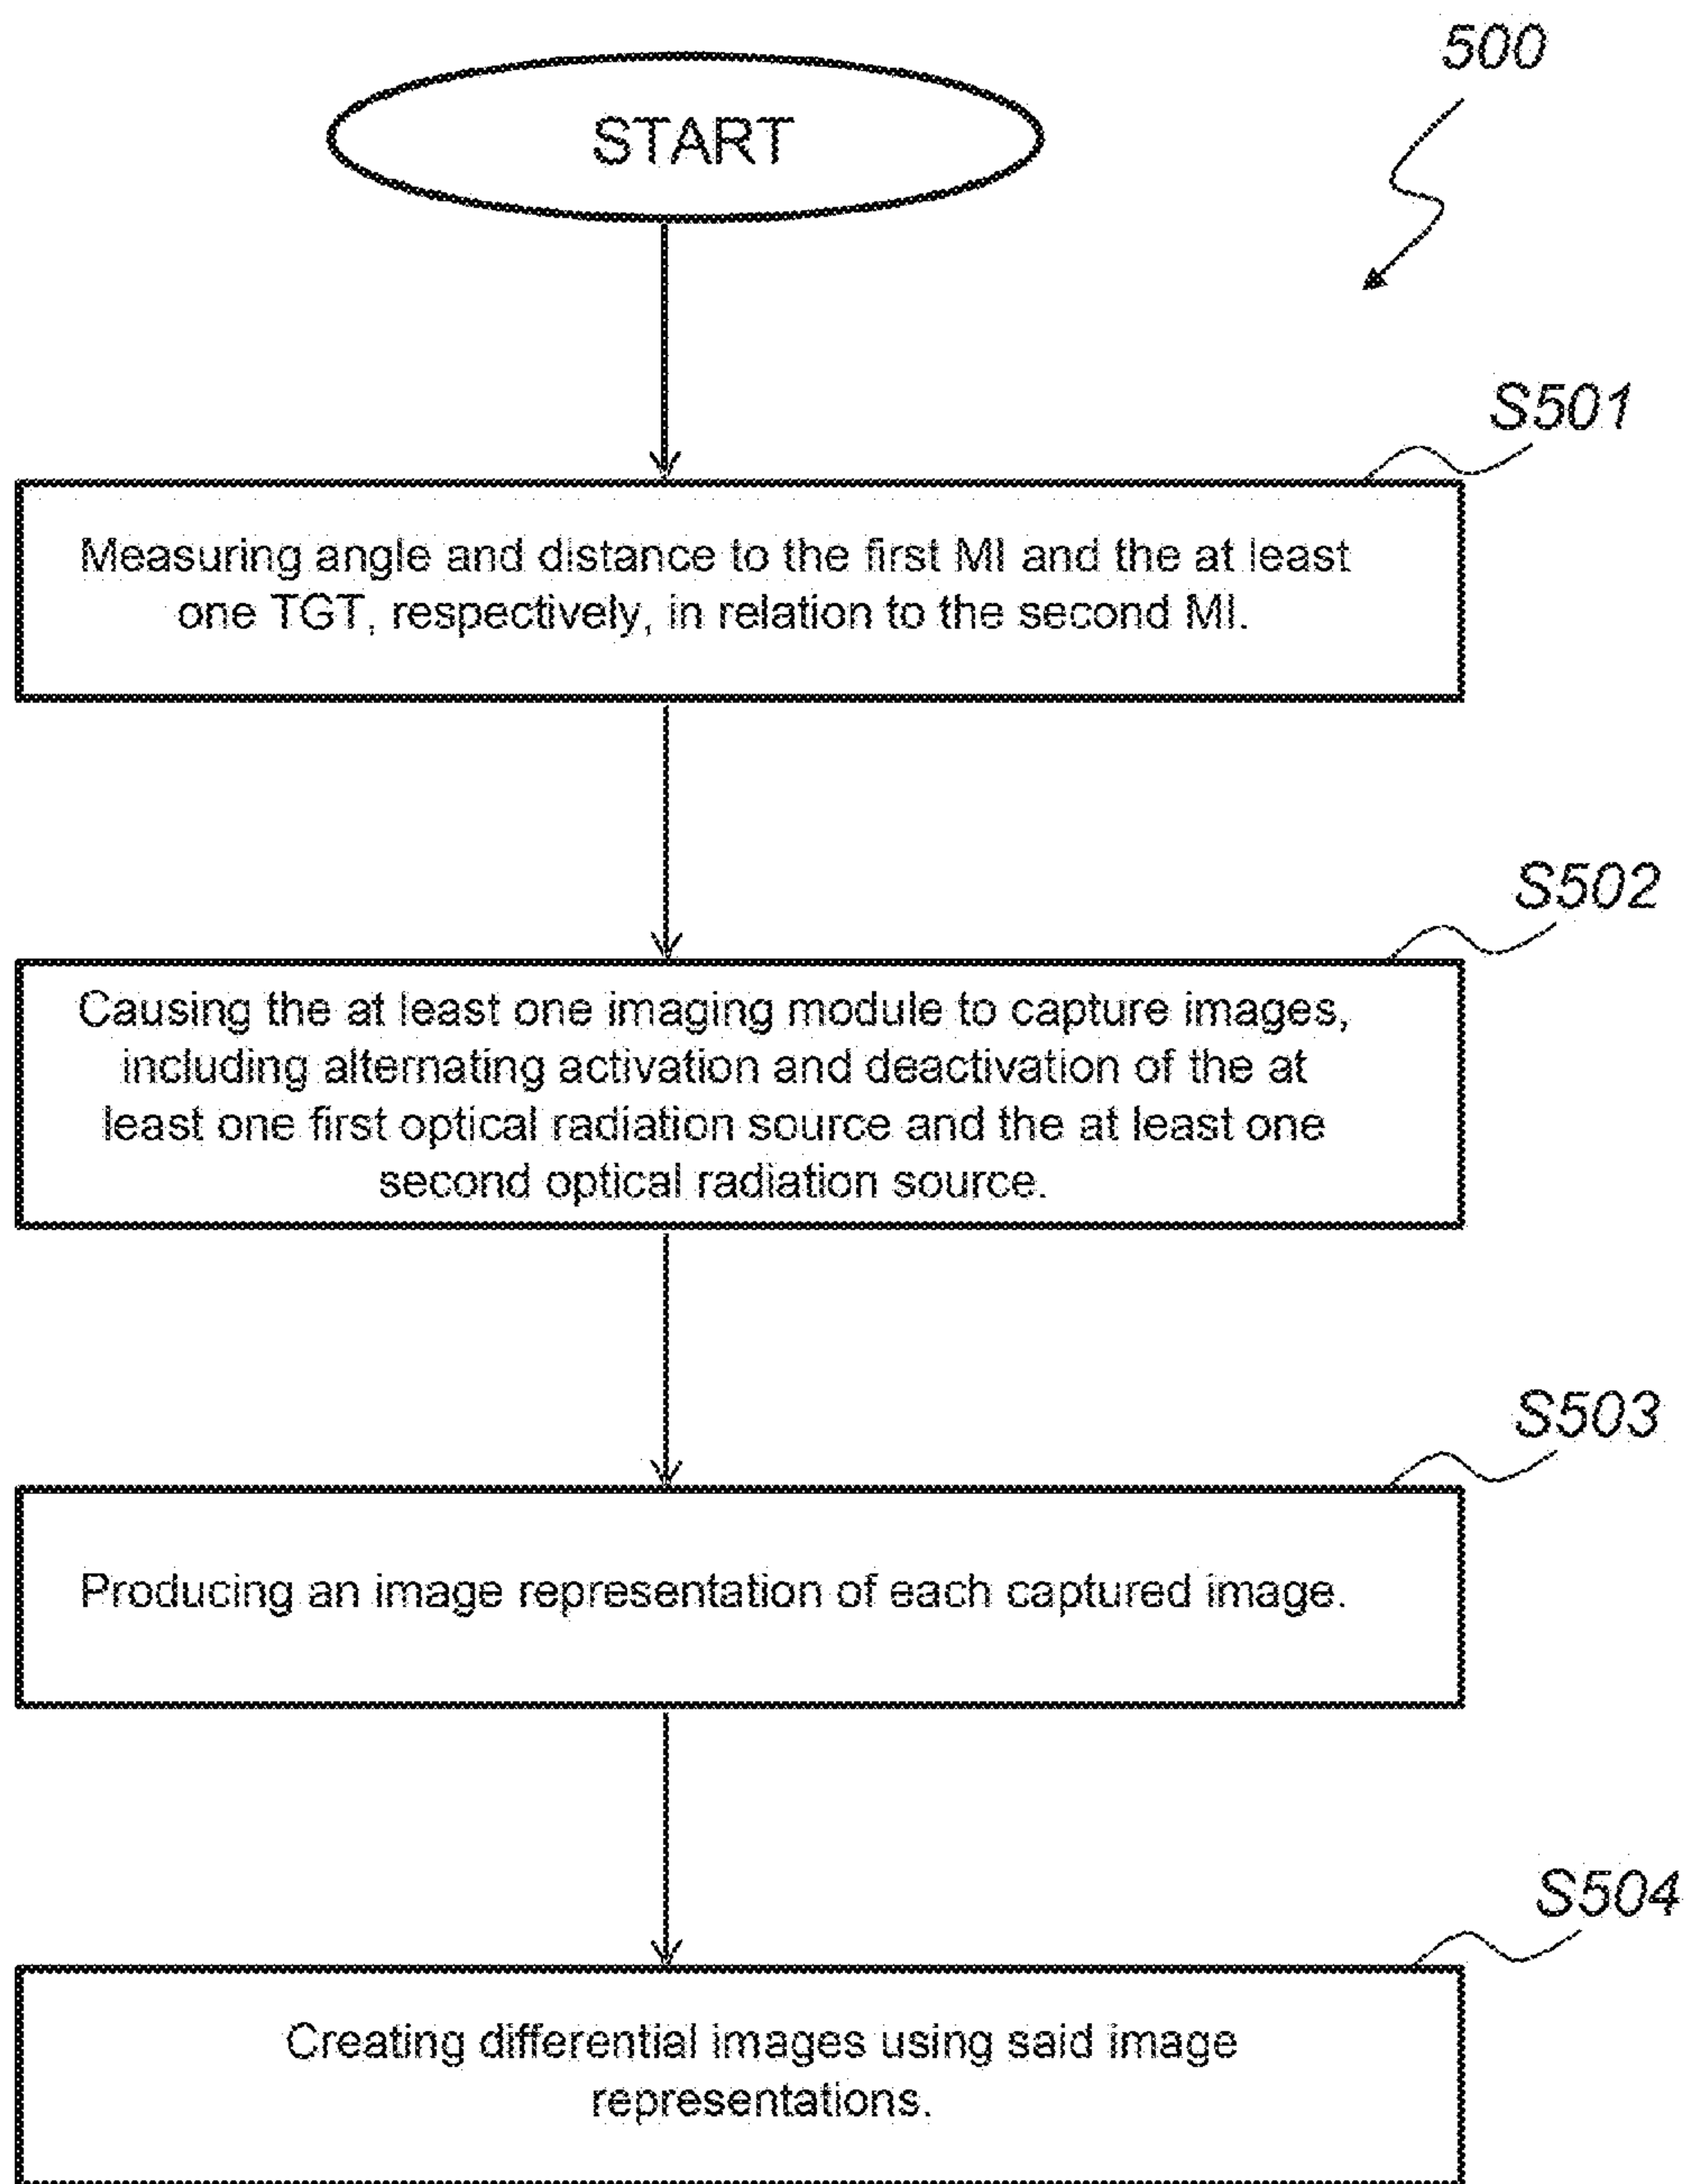 500
START
S501
Measuring angle and distance to the first MI and the at least
one TGT, respectively, in relation to the second MI.
S502
Causing the at least one imaging module to capture images,
including alternating activation and deactivation of the at
least one first optical radiation source and the at least one
second optical radiation source.
S503
Producing an image representation of each captured image.
S504
Creating differential images using said image
representations.